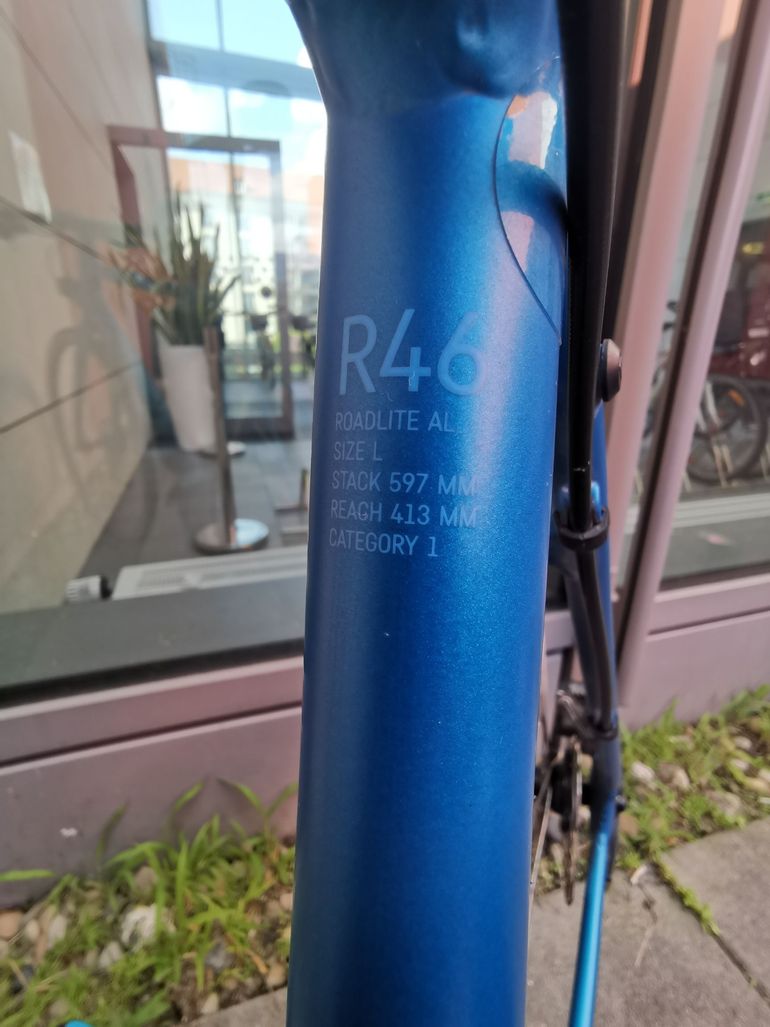 R46
ROADLITE AL
SIZE L
STACK 597 MM
REACH 413 MM
CATEGORY 1